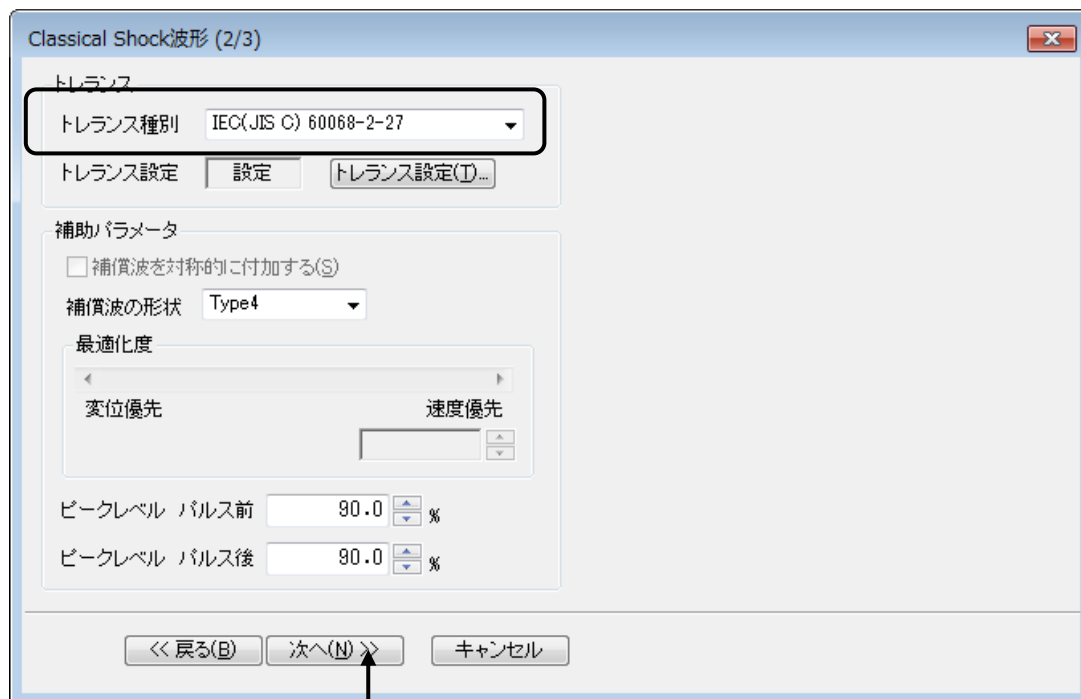 Classical Shock波形 (2/3)
トレランス
トレランス種別 IEC(JIS C) 60068-2-27
トレランス設定 設定 トレランス設定(T)...
補助パラメータ
補償波を対称的に付加する(S)
補償波の形状 Type4
最適化度
変位優先 速度優先
ピークレベル パルス前 90.0 %
ピークレベル パルス後 90.0 %
<< 戻る(B) 次へ(N) >> キャンセル